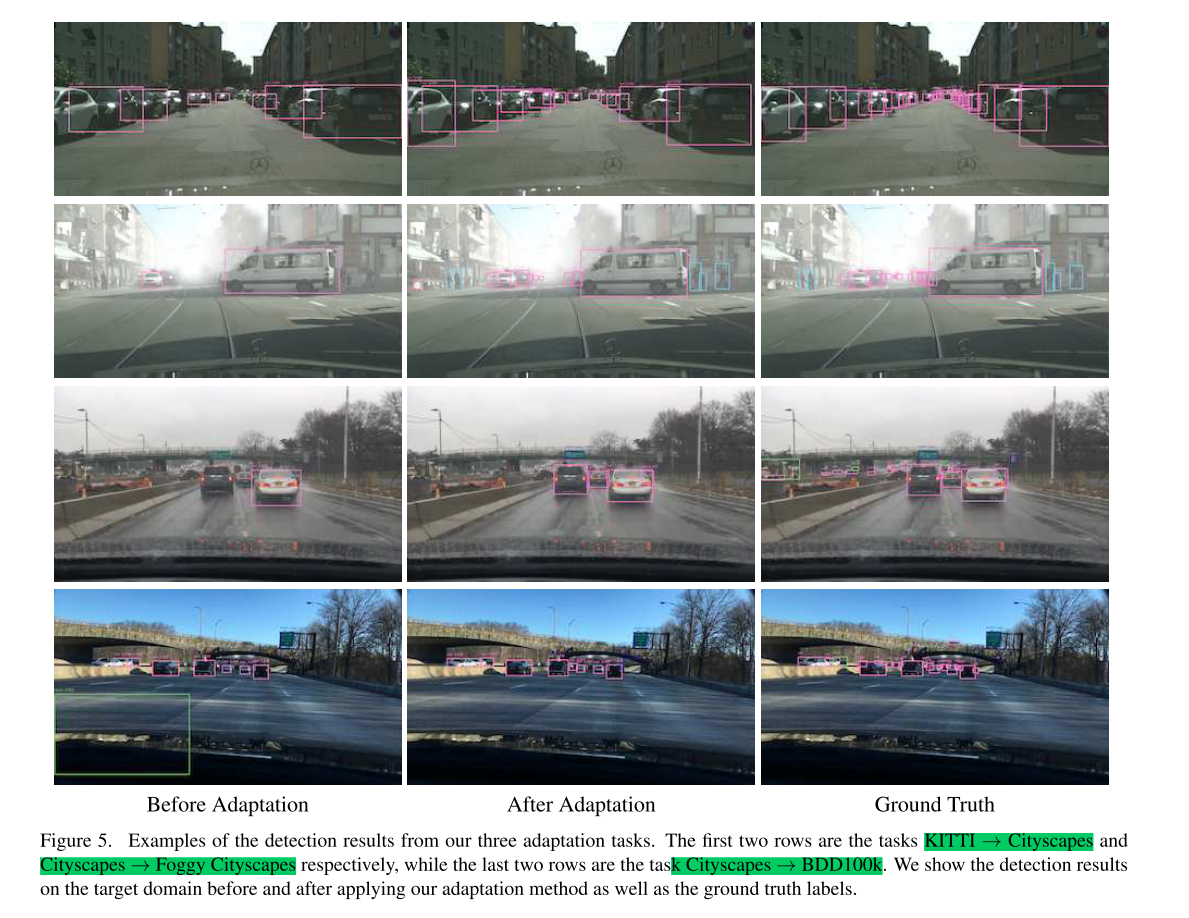 Before Adaptation
After Adaptation
Ground Truth
Figure 5. Examples of the detection results from our three adaptation tasks. The first two rows are the tasks KITTI → Cityscapes and
Cityscapes → Foggy Cityscapes respectively, while the last two rows are the task Cityscapes → BDD100k. We show the detection results
on the target domain before and after applying our adaptation method as well as the ground truth labels.